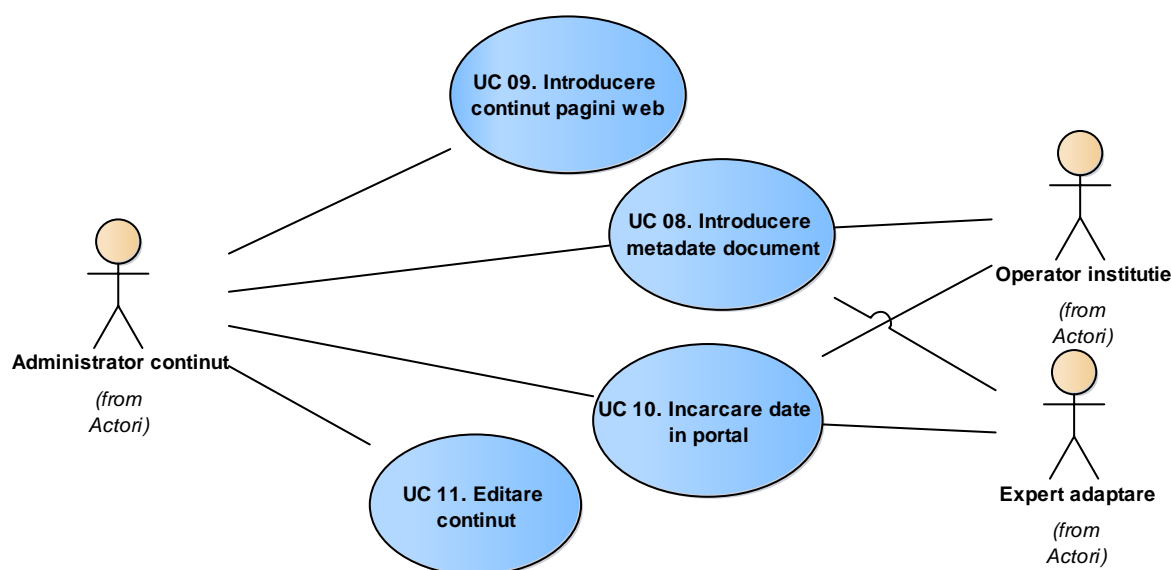 UC 09. Introducere
continut pagini web
UC 08. Introducere
metadate document
Operator institutie
(from
Actori)
Administrator continut
(from
Actori)
UC 10. Incarcare date
in portal
UC 11. Editare
continut
Expert adaptare
(from
Actori)